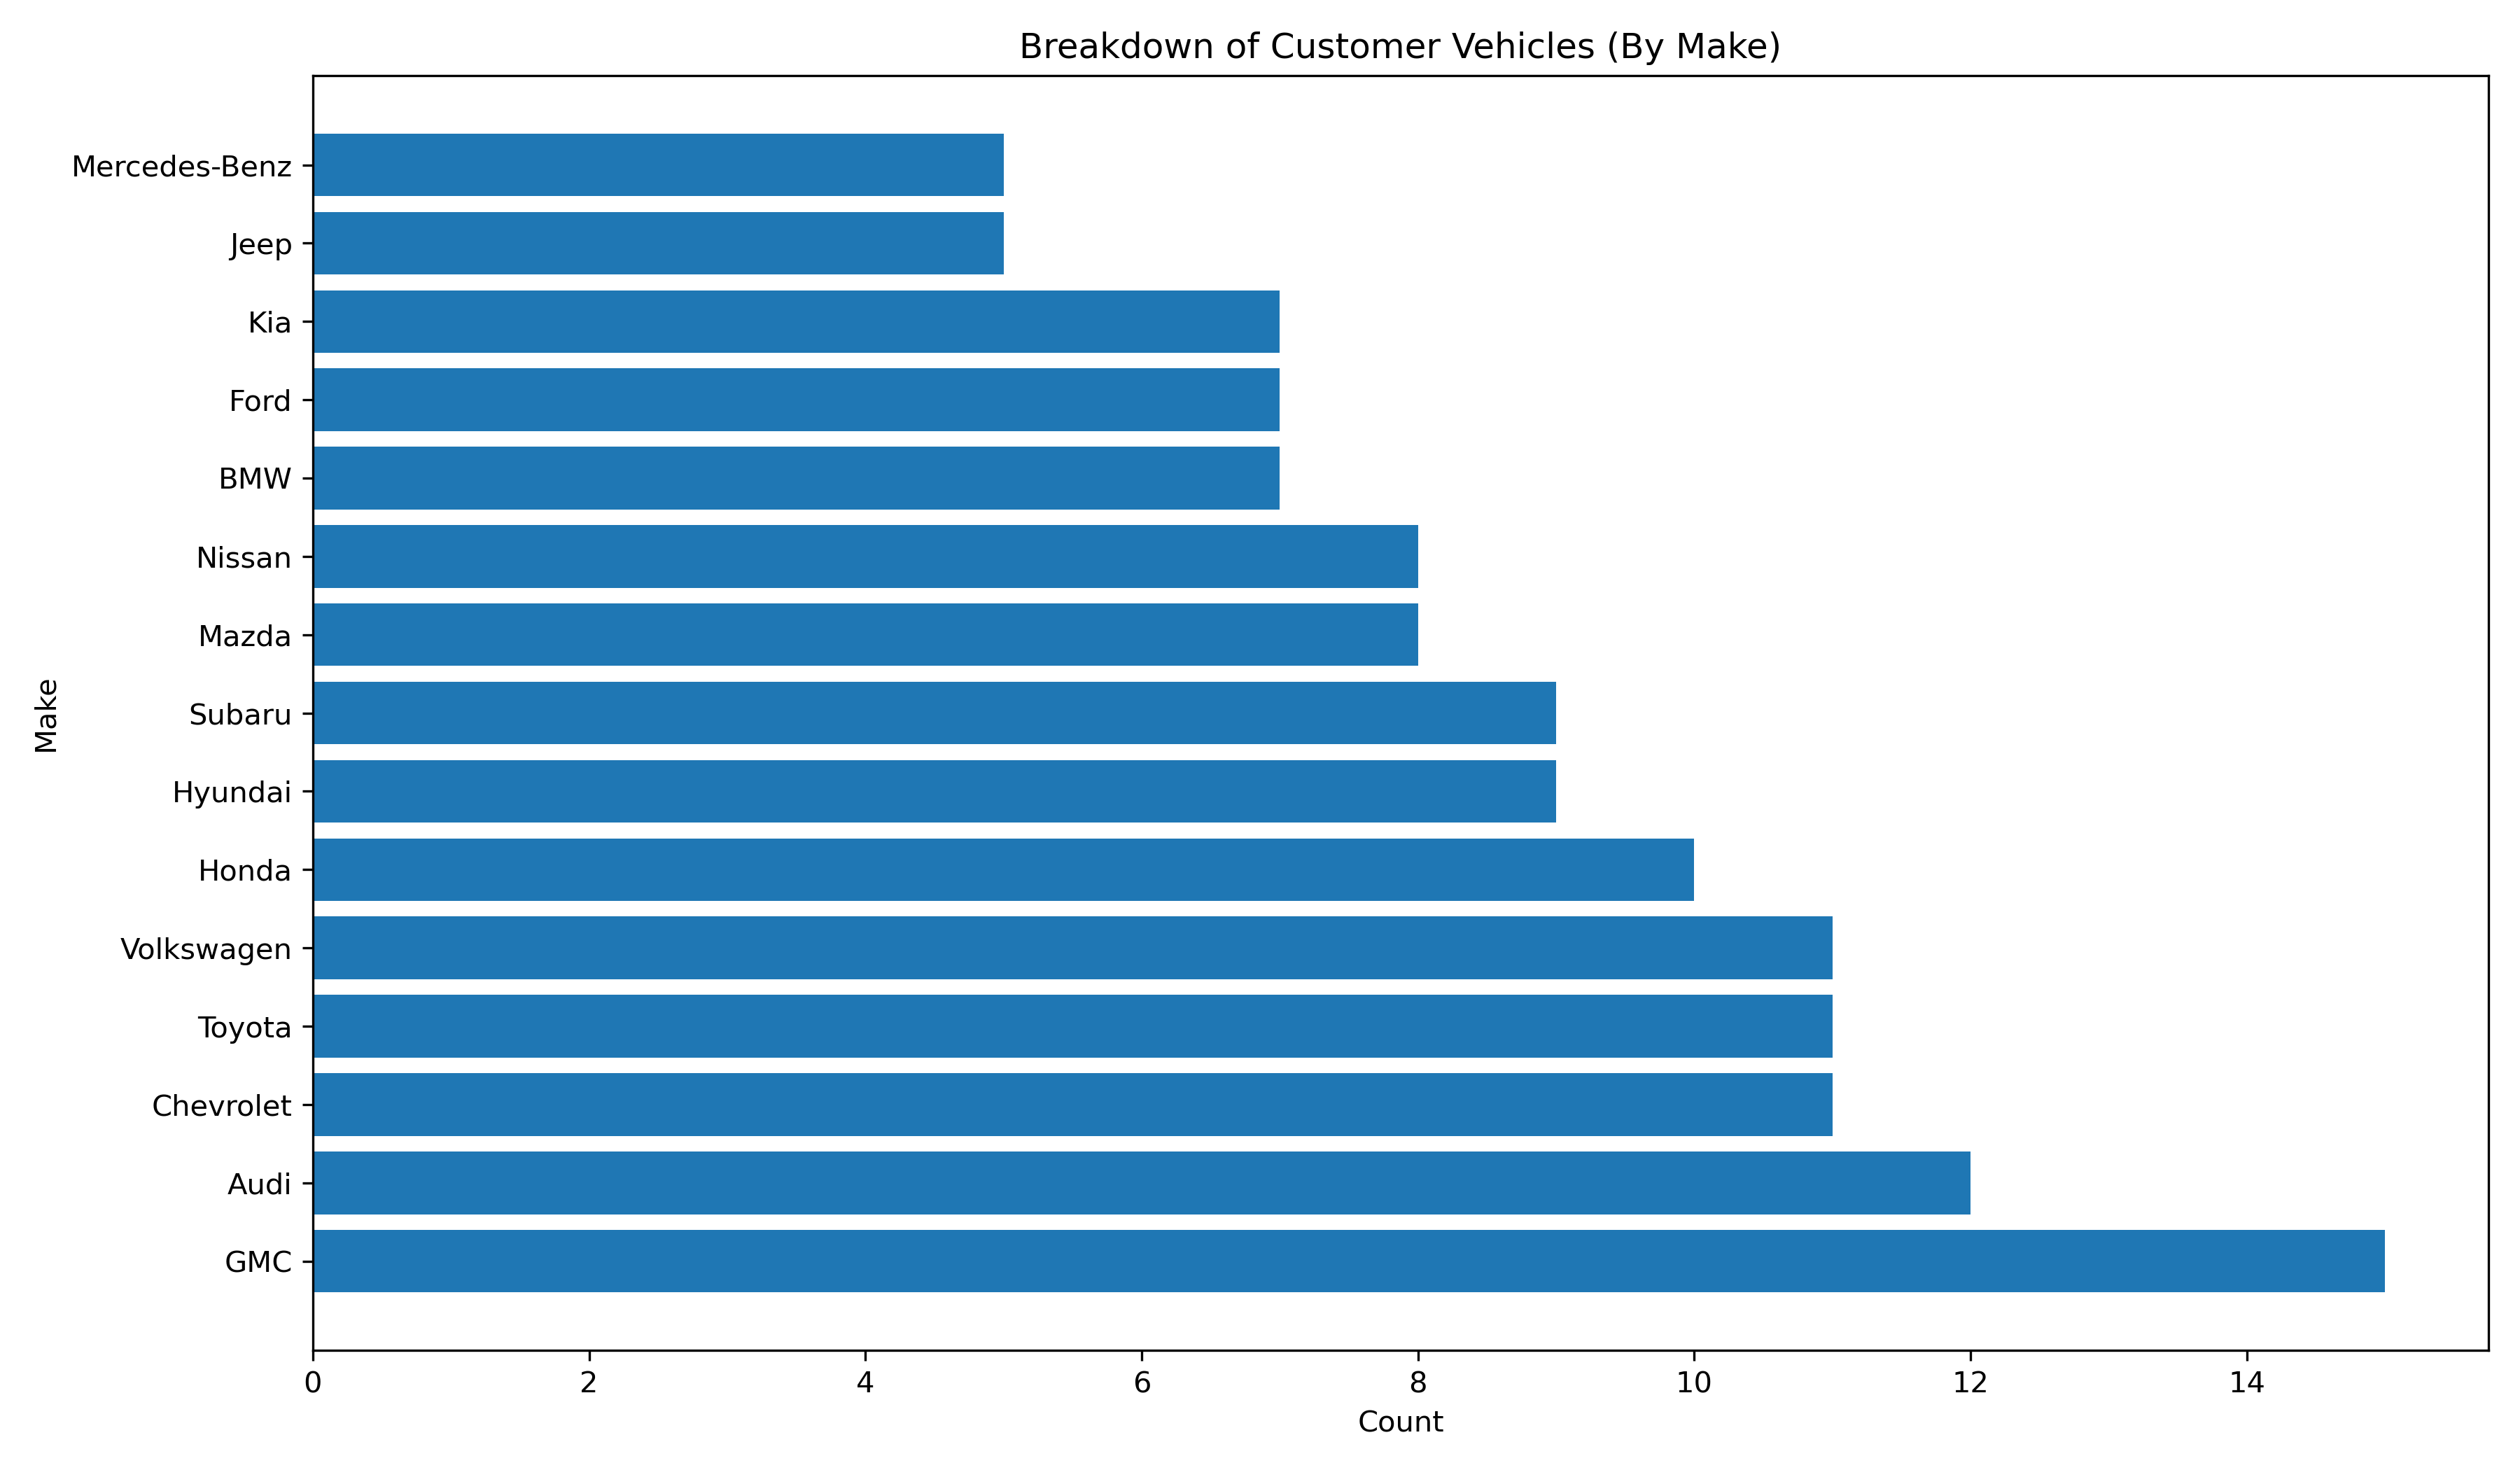 Breakdown of Customer Vehicles (By Make)
Mercedes-Benz
Jeep
Kia
Ford
BMW
Nissan
Mazda
Subaru
Hyundai
Honda
Volkswagen
Toyota
Chevrolet
Audi
GMC
Make
0 2 4 6 8 10 12 14
Count